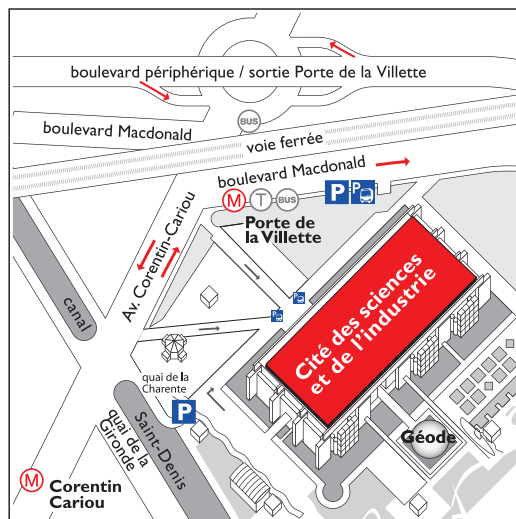 boulevard périphérique / sortie Porte de la Villette
BUS
boulevard Macdonald
voie ferrée
boulevard Macdonald
P P
M T BUS
Porte de
la Villette
Av. Corentin-Cariou
canal
P
P
Cité des sciences
et de l'industrie
quai de la
Charente
P
Saint-Denis
quai de la
Gironde
Géode
M Corentin
Cariou